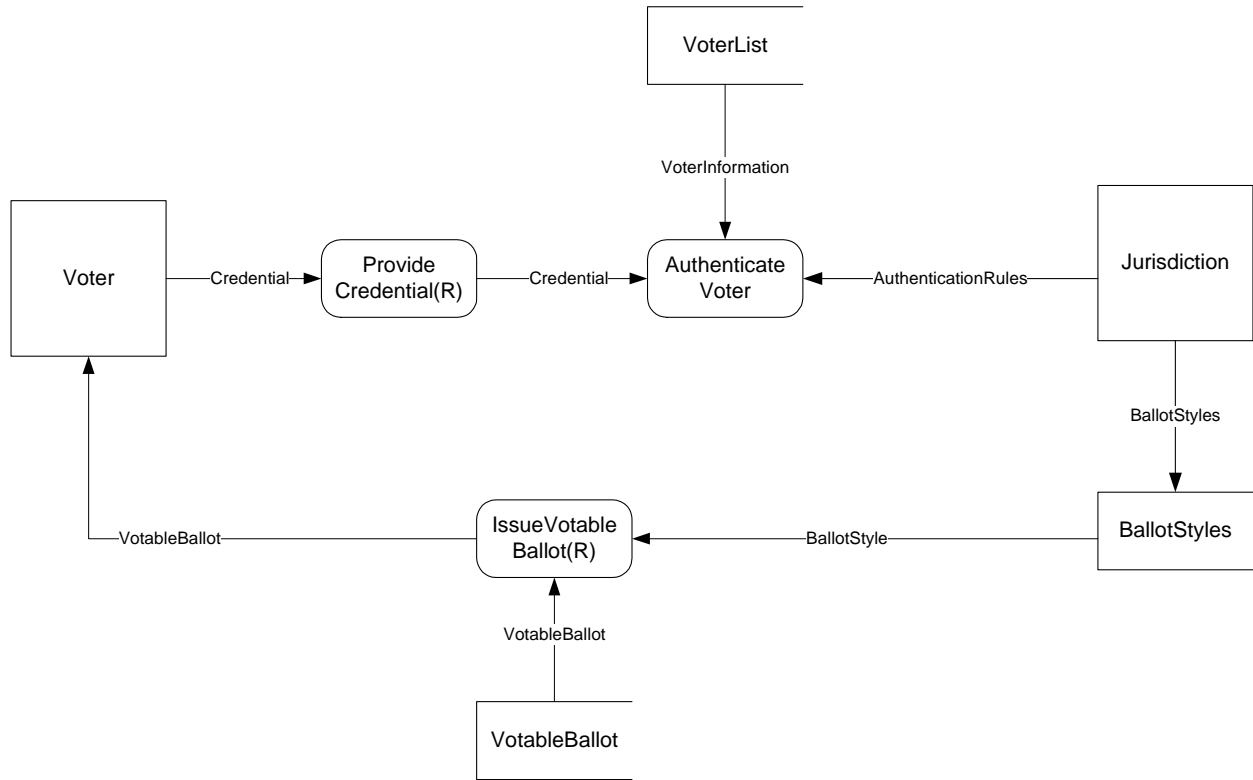 VoterList
VoterInformation
Voter
Credential
Provide
Credential(R)
Credential
Authenticate
Voter
AuthenticationRules
Jurisdiction
BallotStyles
VotableBallot
IssueVotable
Ballot(R)
BallotStyle
BallotStyles
VotableBallot
VotableBallot